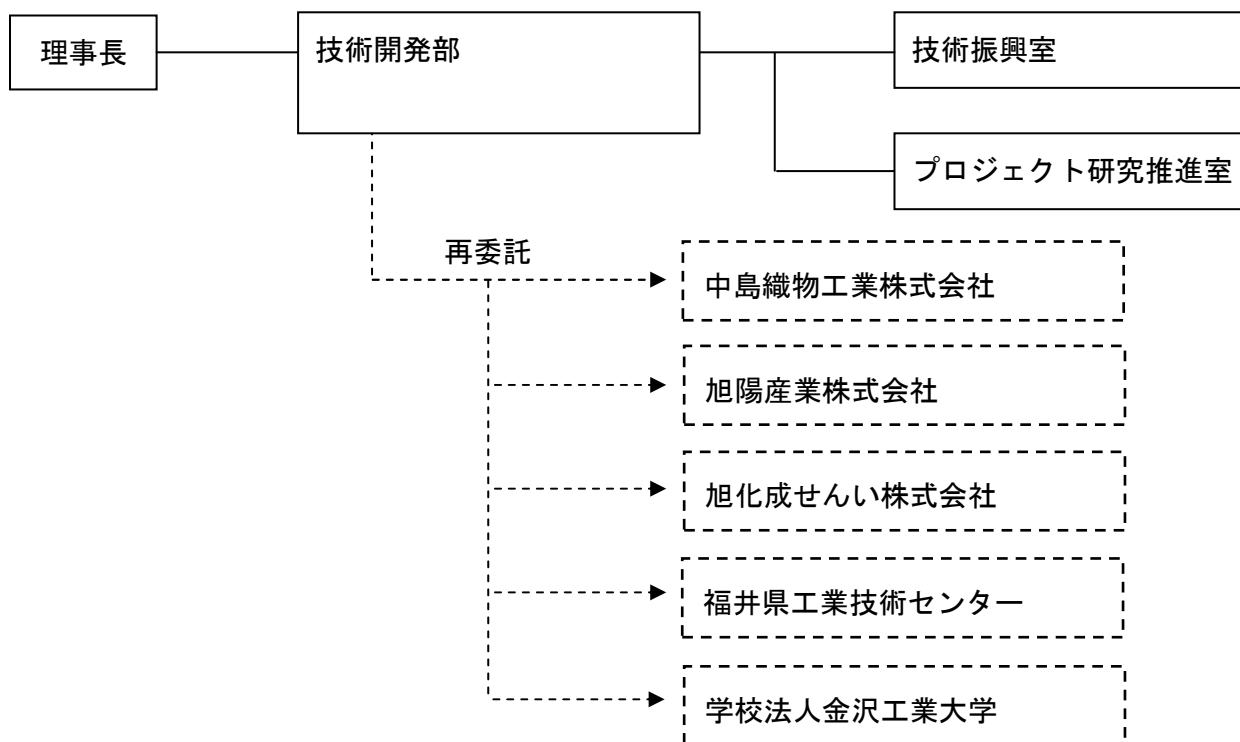 理事長
技術開発部
技術振興室
プロジェクト研究推進室
再委託
中島織物工業株式会社
旭陽産業株式会社
旭化成せんい株式会社
福井県工業技術センター
学校法人金沢工業大学